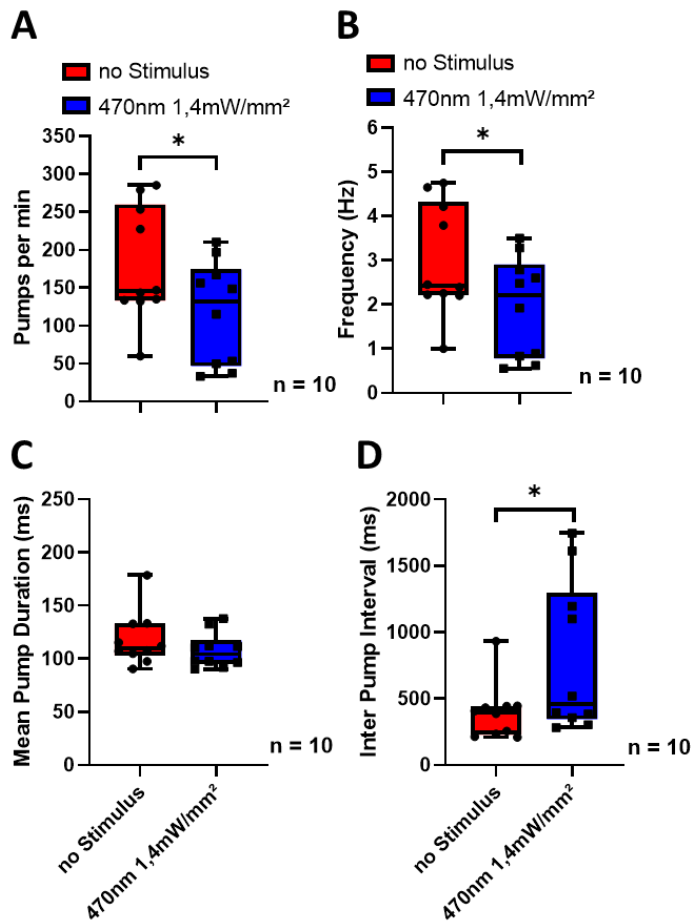 A
no Stimulus
470nm 1,4mW/mm²
350
300
250
200
150
100
50
0
Pumps per min
*
n = 10
B
no Stimulus
470nm 1,4mW/mm²
6
5
4
3
2
1
0
Frequency (Hz)
*
n = 10
C
250
200
150
100
50
0
Mean Pump Duration (ms)
n = 10
no Stimulus
470nm 1,4mW/mm²
D
2000
1500
1000
500
0
Inter Pump Interval (ms)
*
n = 10
no Stimulus
470nm 1,4mW/mm²